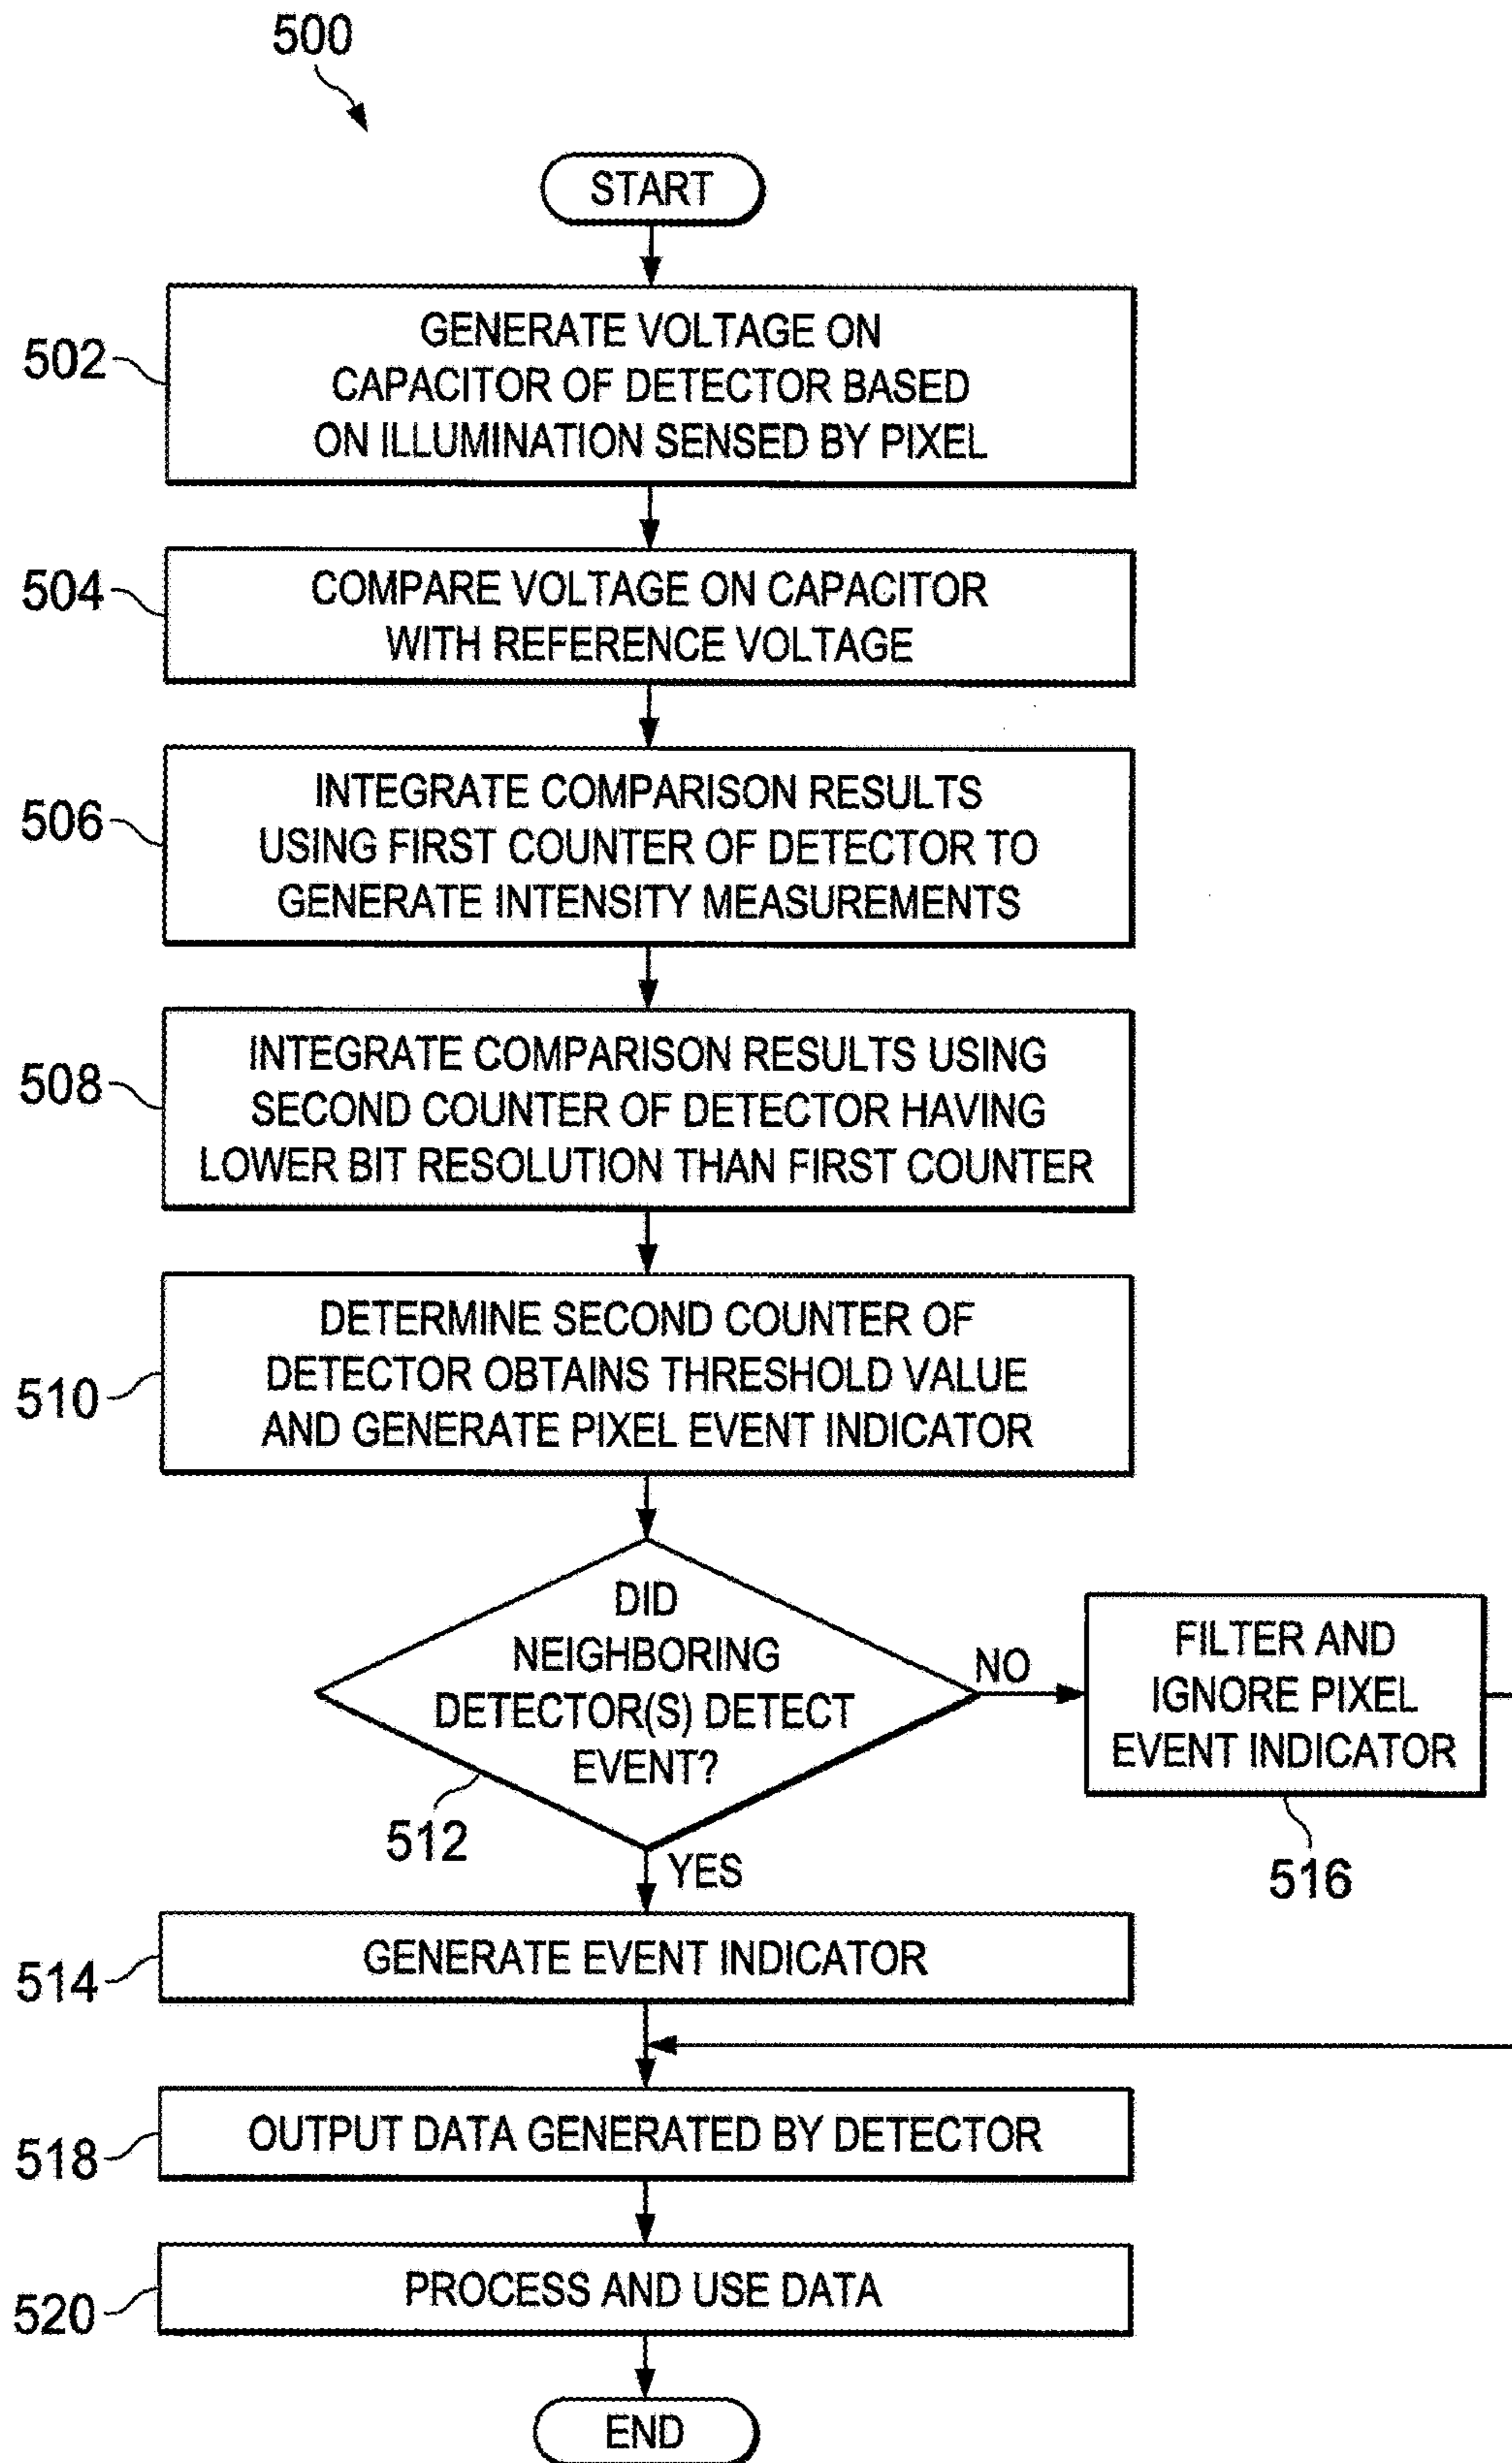 500
START
502
GENERATE VOLTAGE ON
CAPACITOR OF DETECTOR BASED
ON ILLUMINATION SENSED BY PIXEL
504
COMPARE VOLTAGE ON CAPACITOR
WITH REFERENCE VOLTAGE
506
INTEGRATE COMPARISON RESULTS
USING FIRST COUNTER OF DETECTOR TO
GENERATE INTENSITY MEASUREMENTS
508
INTEGRATE COMPARISON RESULTS USING
SECOND COUNTER OF DETECTOR HAVING
LOWER BIT RESOLUTION THAN FIRST COUNTER
510
DETERMINE SECOND COUNTER OF
DETECTOR OBTAINS THRESHOLD VALUE
AND GENERATE PIXEL EVENT INDICATOR
DID
NEIGHBORING
DETECTOR(S) DETECT
EVENT?
512
NO
FILTER AND
IGNORE PIXEL
EVENT INDICATOR
516
YES
514
GENERATE EVENT INDICATOR
518
OUTPUT DATA GENERATED BY DETECTOR
520
PROCESS AND USE DATA
END